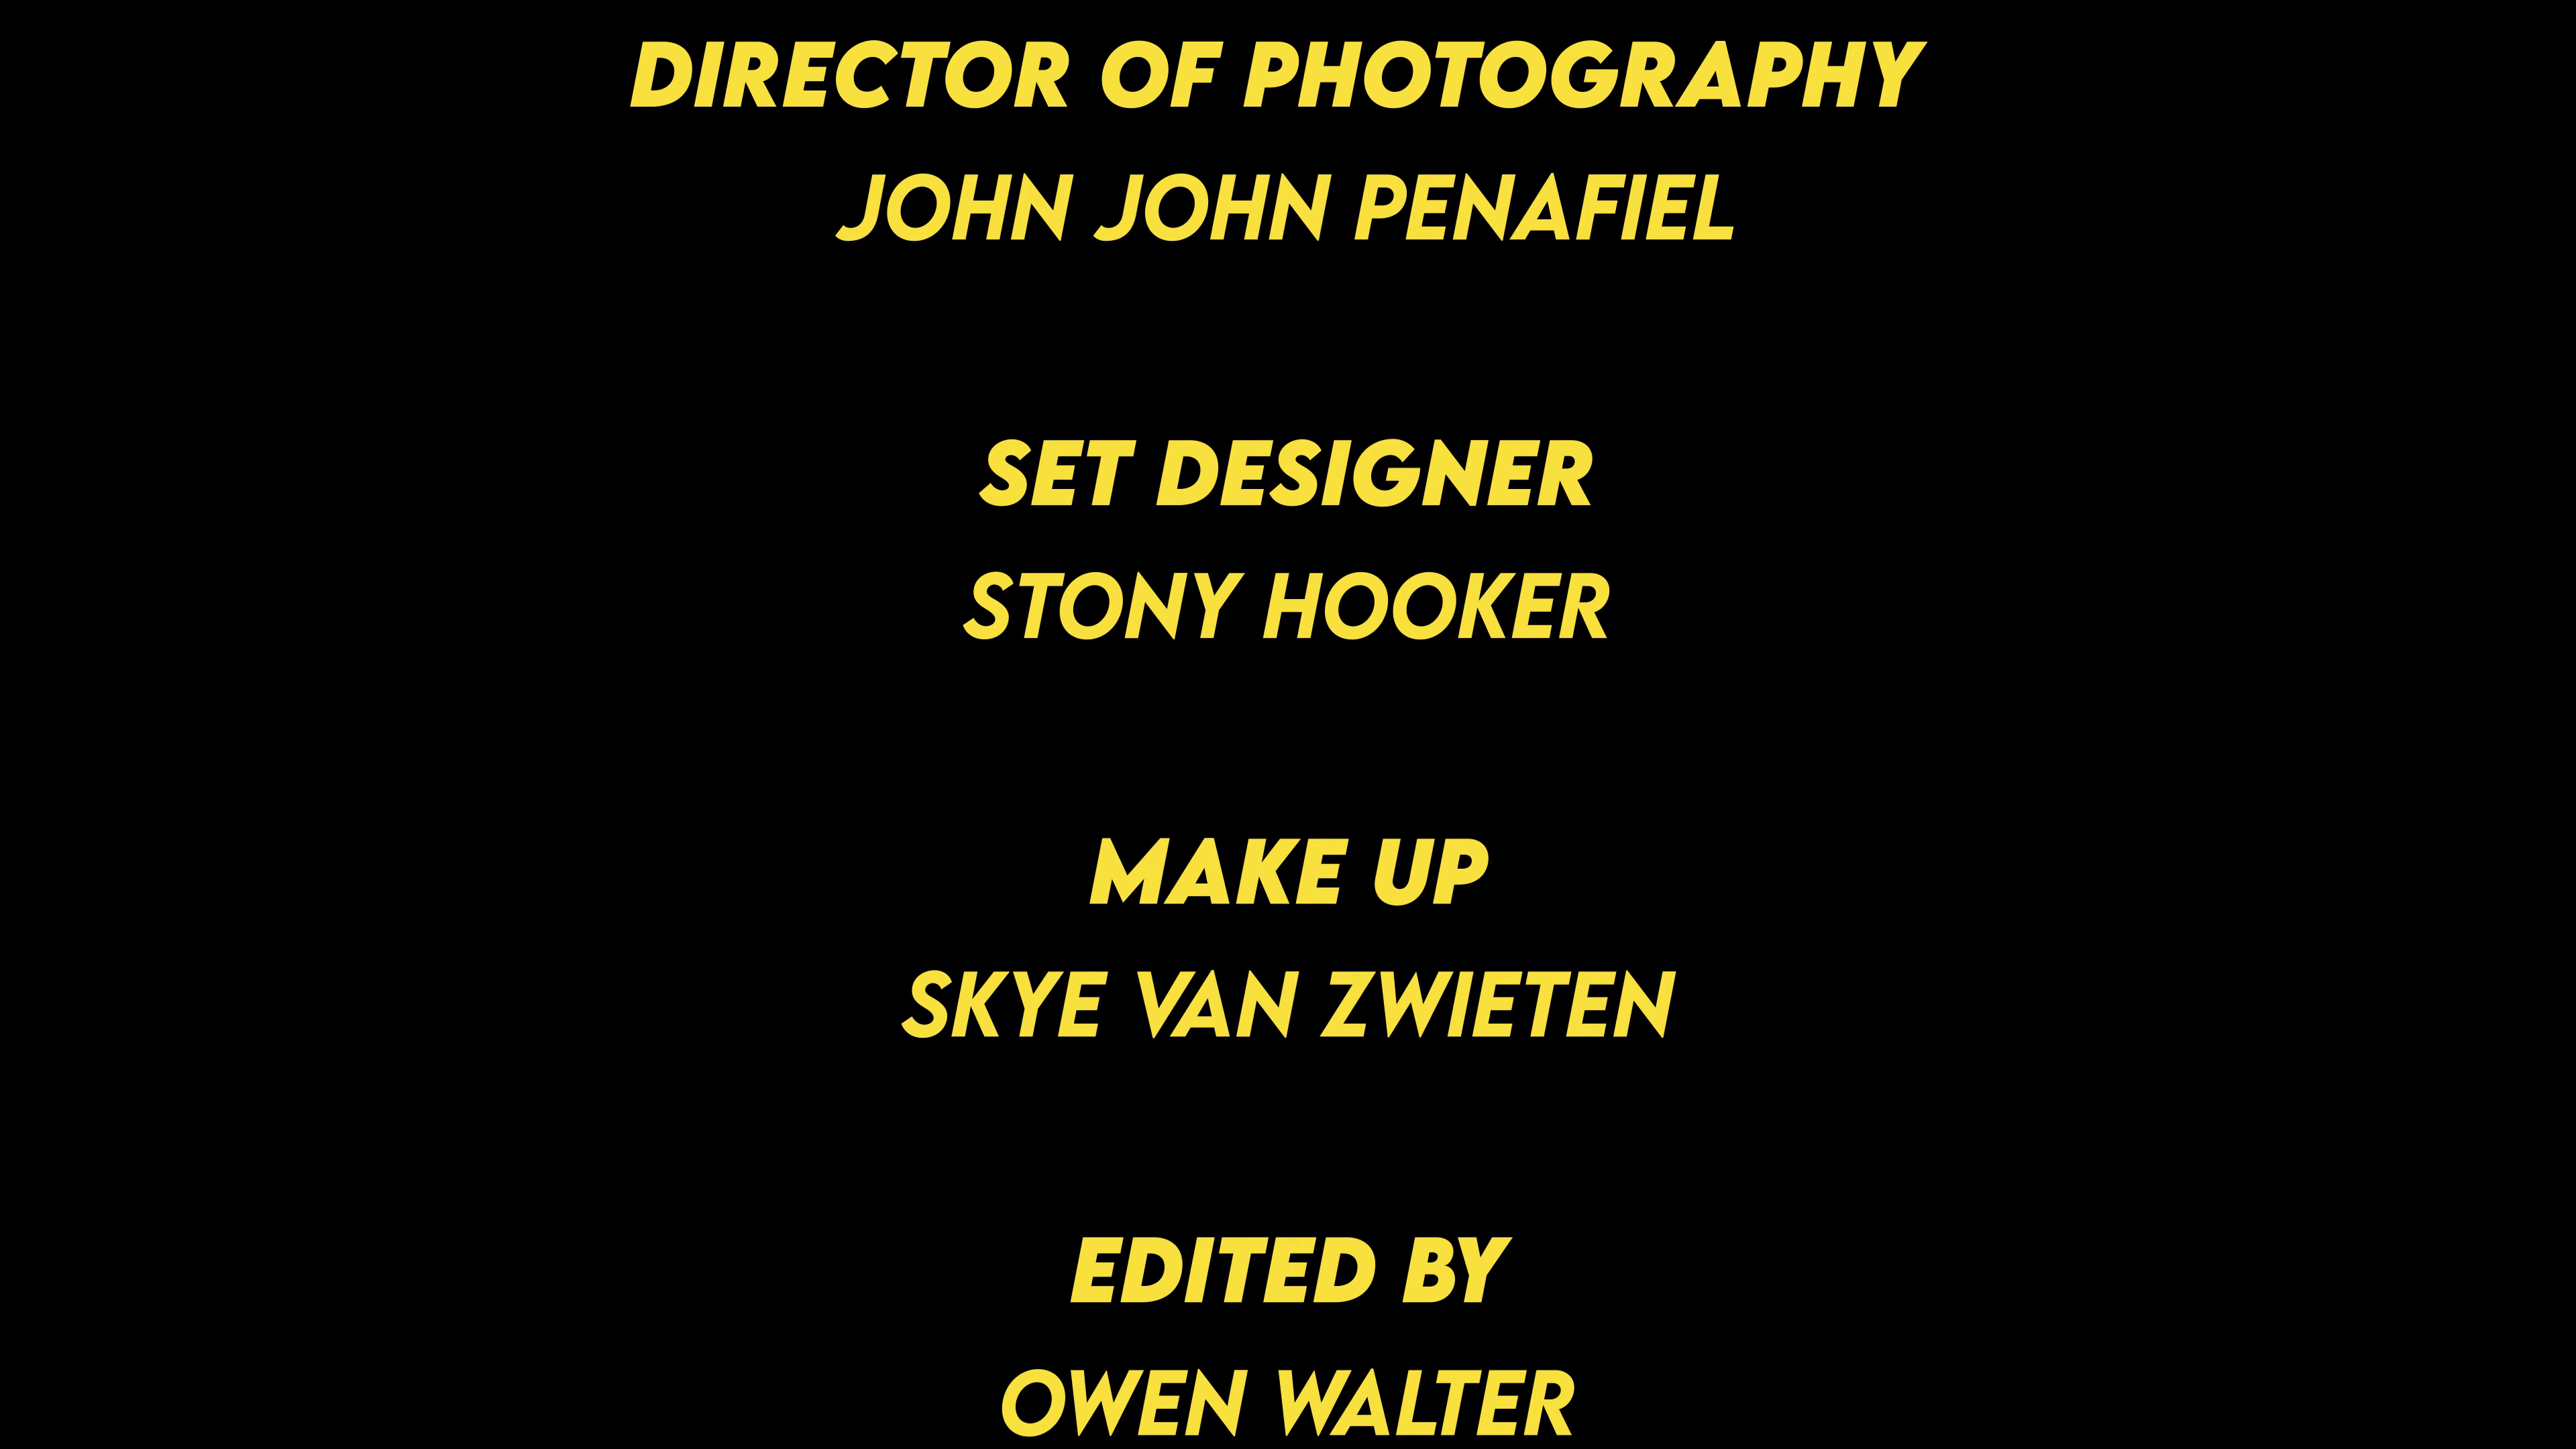 DIRECTOR OF PHOTOGRAPHY
JOHN JOHN PENAFIEL
SET DESIGNER
STONY HOOKER
MAKE UP
SKYE VAN ZWIETEN
EDITED BY
OWEN WALTER